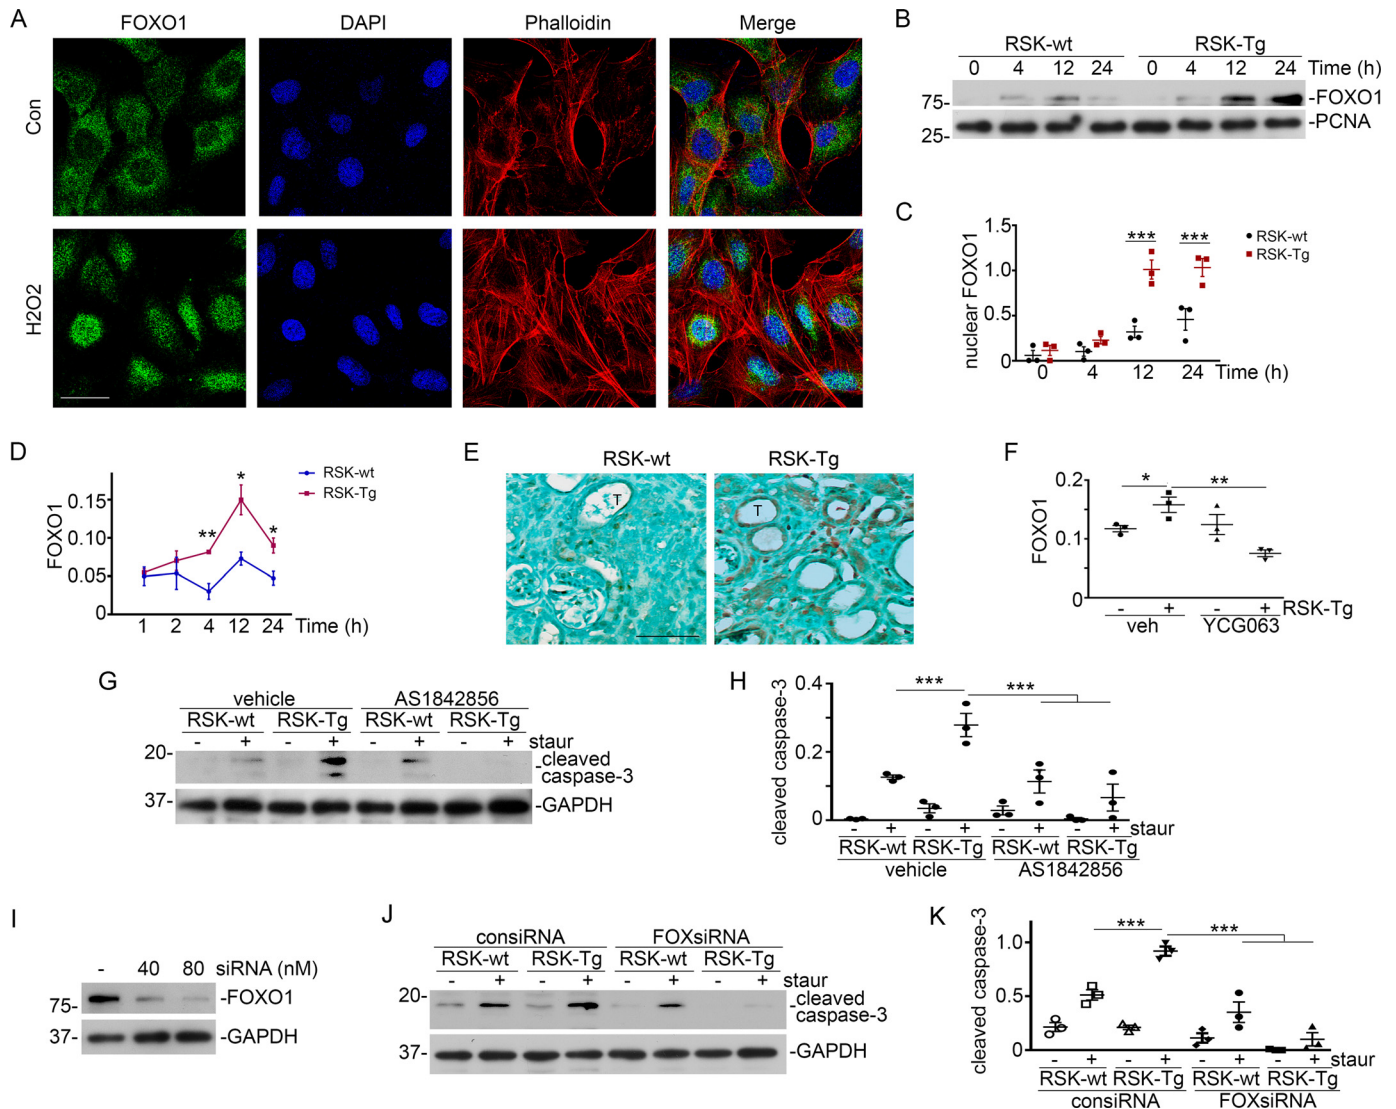 A
FOXO1 DAPI Phalloidin Merge
Con
H2O2
B
RSK-wt RSK-Tg
0 4 12 24 0 4 12 24 Time (h)
75- -FOXO1
25- -PCNA
C
nuclear FOXO1
1.5
1.0
0.5
0
*** ***
RSK-wt
RSK-Tg
0 4 12 24 Time (h)
D
FOXO1
0.15
0.10
0.05
0
** * *
RSK-wt
RSK-Tg
1 2 4 12 24 Time (h)
E
RSK-wt RSK-Tg
T T
F
FOXO1
0.2
0.1
0
* **
- + - + RSK-Tg
veh YCG063
G
vehicle AS1842856
RSK-wt RSK-Tg RSK-wt RSK-Tg
- + - + - + - + staur
20- -cleaved
caspase-3
37- -GAPDH
H
cleaved caspase-3
0.4
0.2
0
*** ***
- + - + - + - + staur
RSK-wt RSK-Tg RSK-wt RSK-Tg
vehicle AS1842856
I
- 40 80 siRNA (nM)
75- -FOXO1
37- -GAPDH
J
consiRNA FOXsiRNA
RSK-wt RSK-Tg RSK-wt RSK-Tg
- + - + - + - + staur
20- -cleaved
caspase-3
37- -GAPDH
K
cleaved caspase-3
1.0
0.5
0
*** ***
- + - + - + - + staur
RSK-wt RSK-Tg RSK-wt RSK-Tg
consiRNA FOXsiRNA